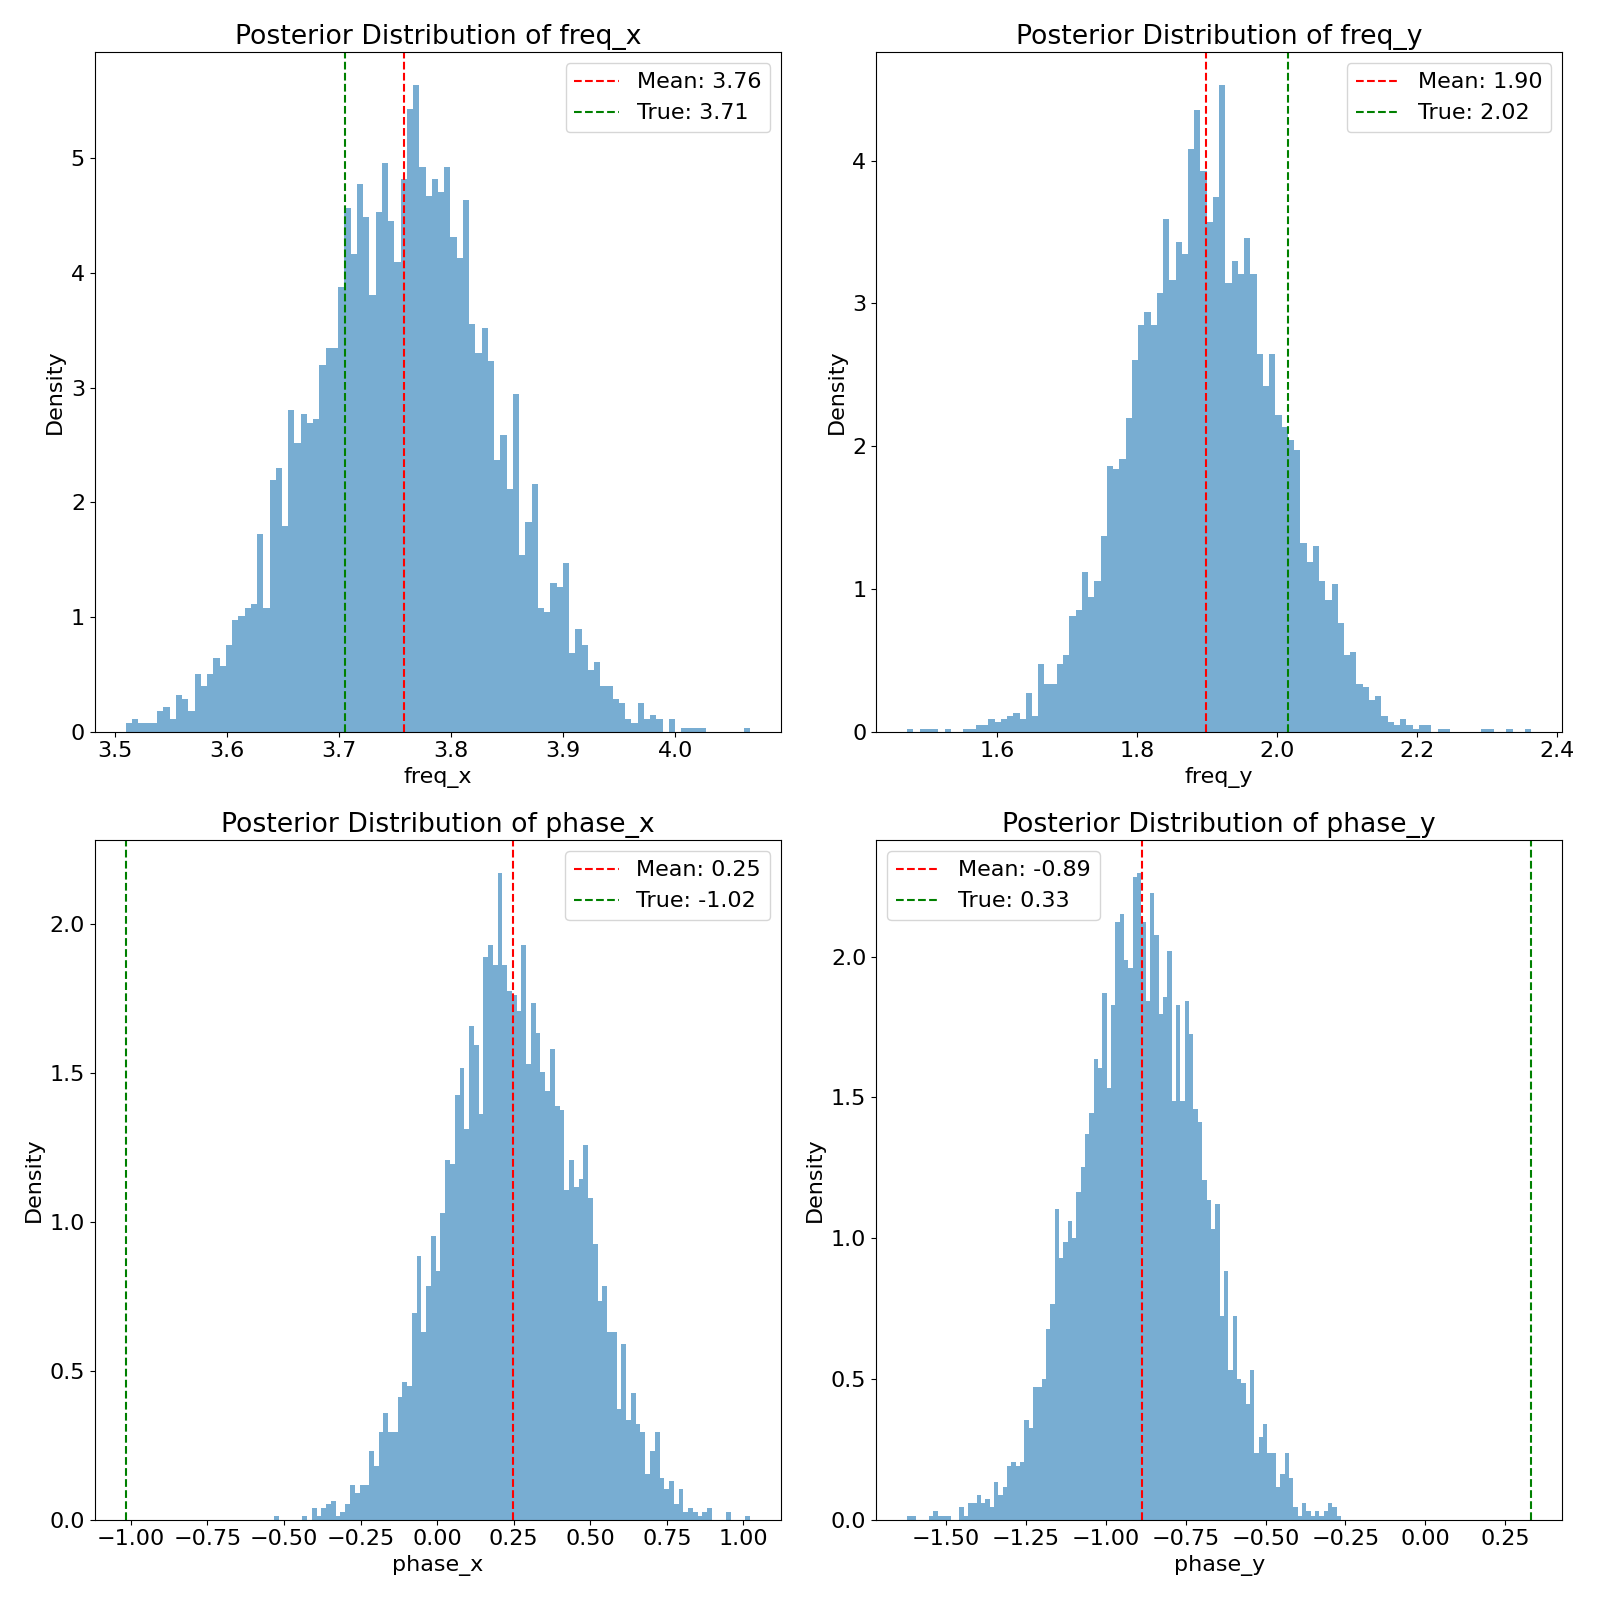 Posterior Distribution of freq_x
Mean: 3.76
True: 3.71
Density
5
4
3
2
1
0
3.5 3.6 3.7 3.8 3.9 4.0
freq_x
Posterior Distribution of freq_y
Mean: 1.90
True: 2.02
Density
4
3
2
1
0
1.6 1.8 2.0 2.2 2.4
freq_y
Posterior Distribution of phase_x
Mean: 0.25
True: -1.02
Density
2.0
1.5
1.0
0.5
0.0
−1.00 −0.75 −0.50 −0.25 0.00 0.25 0.50 0.75 1.00
phase_x
Posterior Distribution of phase_y
Mean: -0.89
True: 0.33
Density
2.0
1.5
1.0
0.5
0.0
−1.50 −1.25 −1.00 −0.75 −0.50 −0.25 0.00 0.25
phase_y